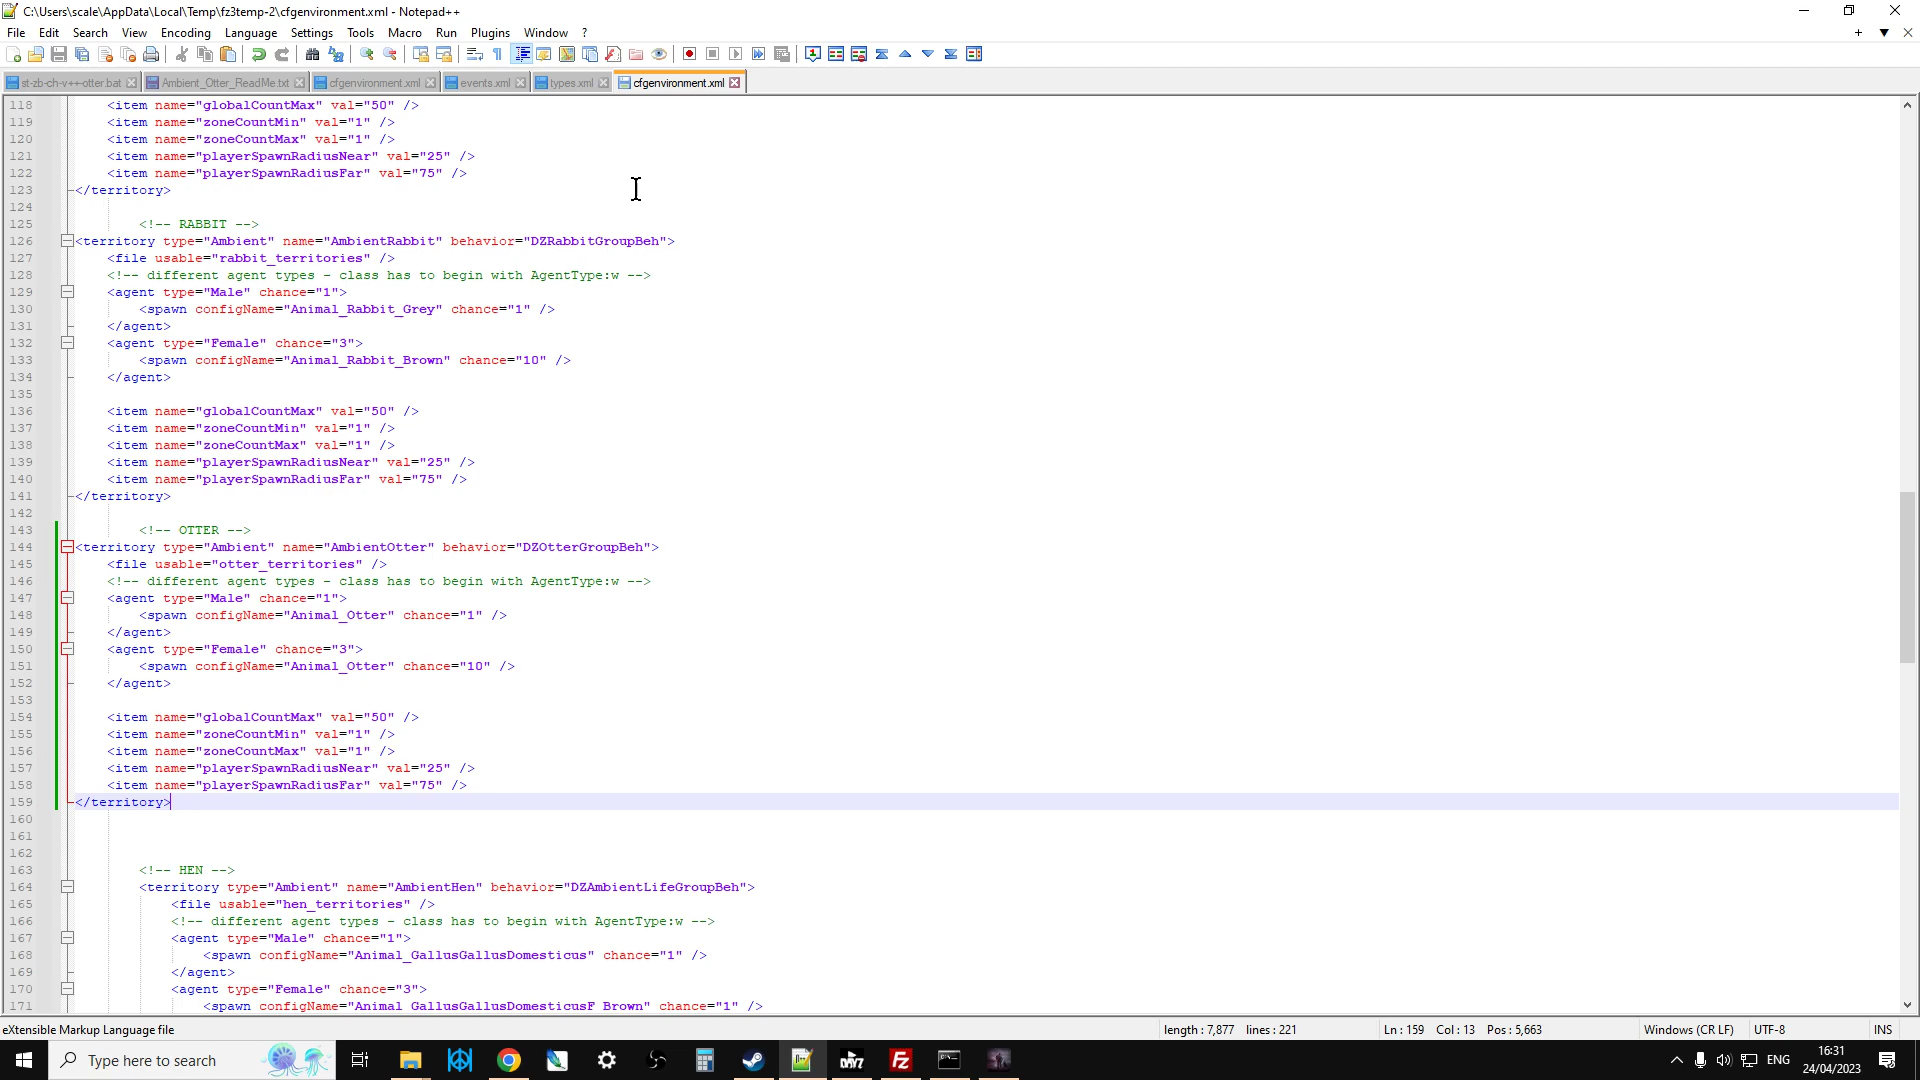 C:\Users\scale\AppData\Local\Temp\fz3temp-2\cfgenvironment.xml - Notepad++
File Edit Search View Encoding Language Settings Tools Macro Run Plugins Window ?
st-zb-ch-v++-otter.bat Ambient_Otter_ReadMe.txt cfgenvironment.xml events.xml types.xml cfgenvironment.xml
118 <item name="globalCountMax" val="50" />
119 <item name="zoneCountMin" val="1" />
120 <item name="zoneCountMax" val="1" />
121 <item name="playerSpawnRadiusNear" val="25" />
122 <item name="playerSpawnRadiusFar" val="75" />
123 </territory>
124
125 <!-- RABBIT -->
126 <territory type="Ambient" name="AmbientRabbit" behavior="DZRabbitGroupBeh">
127 <file usable="rabbit_territories" />
128 <!-- different agent types - class has to begin with AgentType:w -->
129 <agent type="Male" chance="1">
130 <spawn configName="Animal_Rabbit_Grey" chance="1" />
131 </agent>
132 <agent type="Female" chance="3">
133 <spawn configName="Animal_Rabbit_Brown" chance="10" />
134 </agent>
135
136 <item name="globalCountMax" val="50" />
137 <item name="zoneCountMin" val="1" />
138 <item name="zoneCountMax" val="1" />
139 <item name="playerSpawnRadiusNear" val="25" />
140 <item name="playerSpawnRadiusFar" val="75" />
141 </territory>
142
143 <!-- OTTER -->
144 <territory type="Ambient" name="AmbientOtter" behavior="DZOtterGroupBeh">
145 <file usable="otter_territories" />
146 <!-- different agent types - class has to begin with AgentType:w -->
147 <agent type="Male" chance="1">
148 <spawn configName="Animal_Otter" chance="1" />
149 </agent>
150 <agent type="Female" chance="3">
151 <spawn configName="Animal_Otter" chance="10" />
152 </agent>
153
154 <item name="globalCountMax" val="50" />
155 <item name="zoneCountMin" val="1" />
156 <item name="zoneCountMax" val="1" />
157 <item name="playerSpawnRadiusNear" val="25" />
158 <item name="playerSpawnRadiusFar" val="75" />
159 </territory>
160
161
162
163 <!-- HEN -->
164 <territory type="Ambient" name="AmbientHen" behavior="DZAmbientLifeGroupBeh">
165 <file usable="hen_territories" />
166 <!-- different agent types - class has to begin with AgentType:w -->
167 <agent type="Male" chance="1">
168 <spawn configName="Animal_GallusGallusDomesticus" chance="1" />
169 </agent>
170 <agent type="Female" chance="3">
171 <spawn configName="Animal_GallusGallusDomesticusF_Brown" chance="1" />
eXtensible Markup Language file length : 7,877 lines : 221 Ln : 159 Col : 13 Pos : 5,663 Windows (CR LF) UTF-8 INS
Type here to search ENG 16:31
24/04/2023